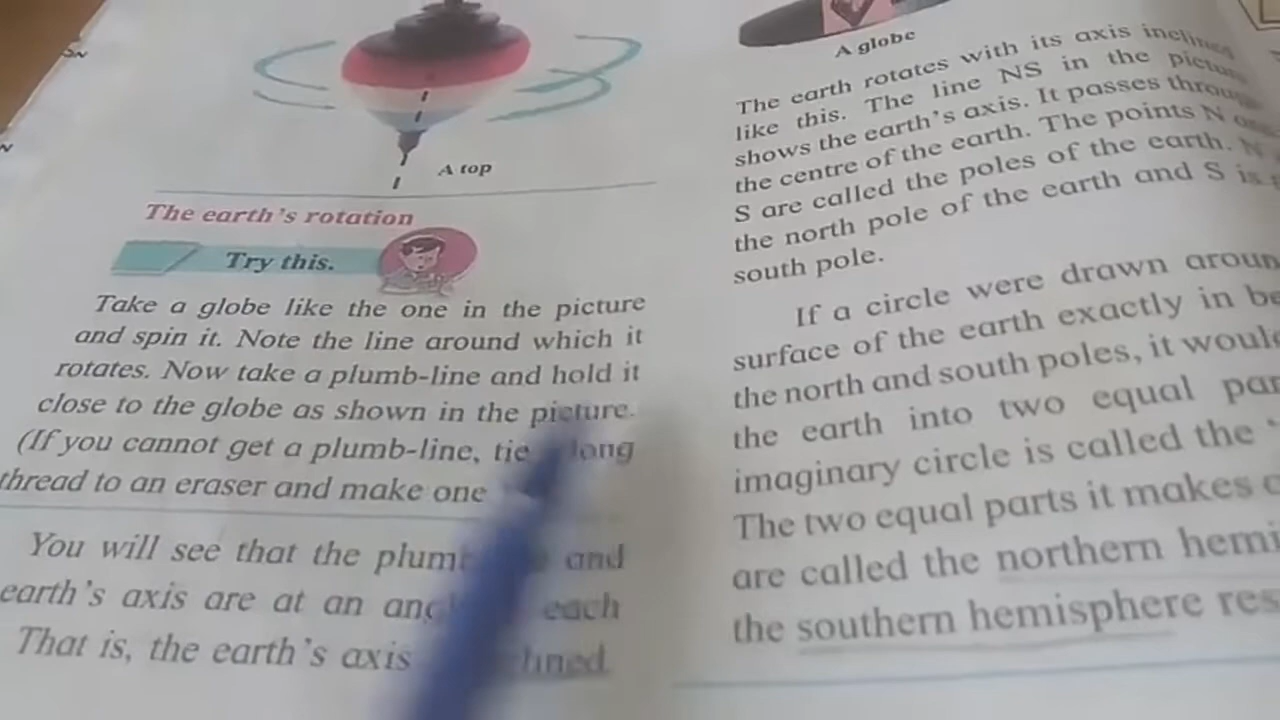 A top
The earth's rotation
Try this.
Take a globe like the one in the picture
and spin it. Note the line around which it
rotates. Now take a plumb-line and hold it
close to the globe as shown in the picture.
(If you cannot get a plumb-line, tie long
thread to an eraser and make one
You will see that the and
earth's axis are at an each
That is, the earth's axis
A globe
The earth rotates with its axis inclined
like this. The line NS in the
shows the earth's axis. It passes
the centre of the earth. The points N
S are called the poles of the earth. N
the north pole of the earth and S is
south pole.
If a circle were drawn
surface of the earth exactly in
the north and south poles, it
the earth into two equal
imaginary circle is called the
The two equal parts it makes
are called the northern
the southern hemisphere